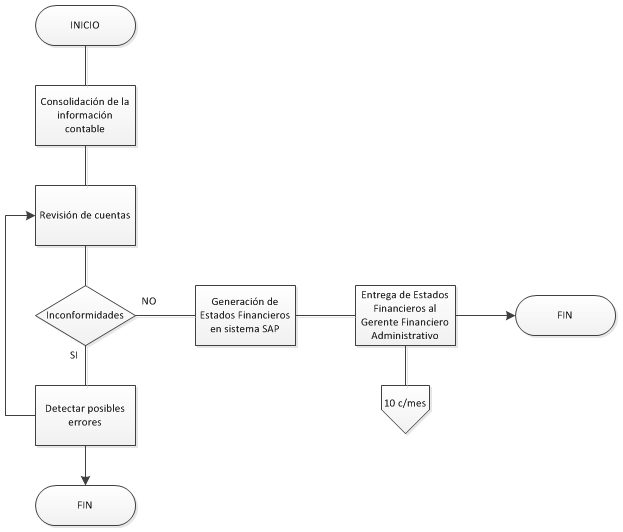 INICIO
Consolidación de la
información
contable
Revisión de cuentas
Inconformidades
NO
SI
Generación de
Estados Financieros
en sistema SAP
Entrega de Estados
Financieros al
Gerente Financiero
Administrativo
FIN
10 c/mes
Detectar posibles
errores
FIN